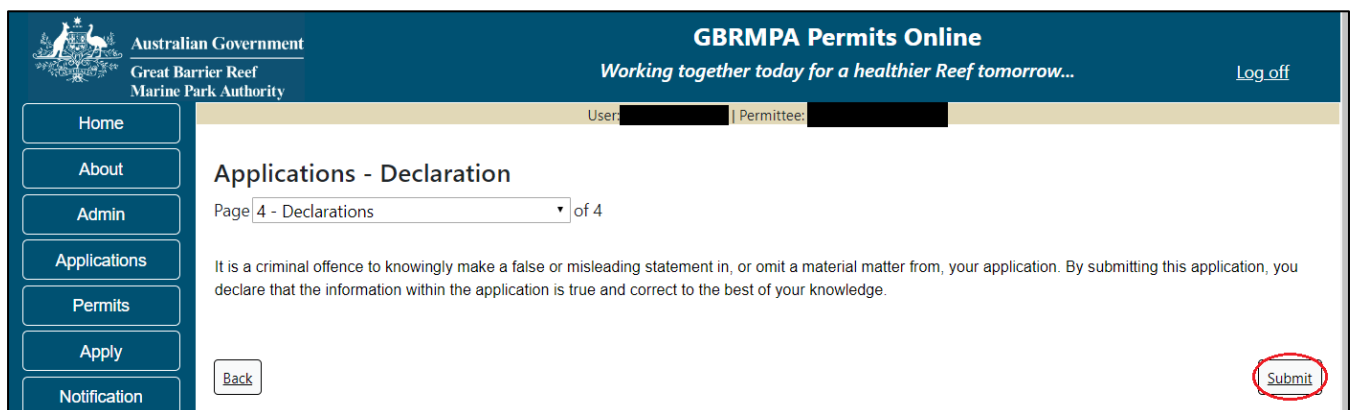 Australian Government
Great Barrier Reef
Marine Park Authority
GBRMPA Permits Online
Working together today for a healthier Reef tomorrow...
Log off
User: | Permittee:
Home
About
Admin
Applications
Permits
Apply
Notification
Applications - Declaration
Page 4 - Declarations of 4
It is a criminal offence to knowingly make a false or misleading statement in, or omit a material matter from, your application. By submitting this application, you
declare that the information within the application is true and correct to the best of your knowledge.
Back
Submit